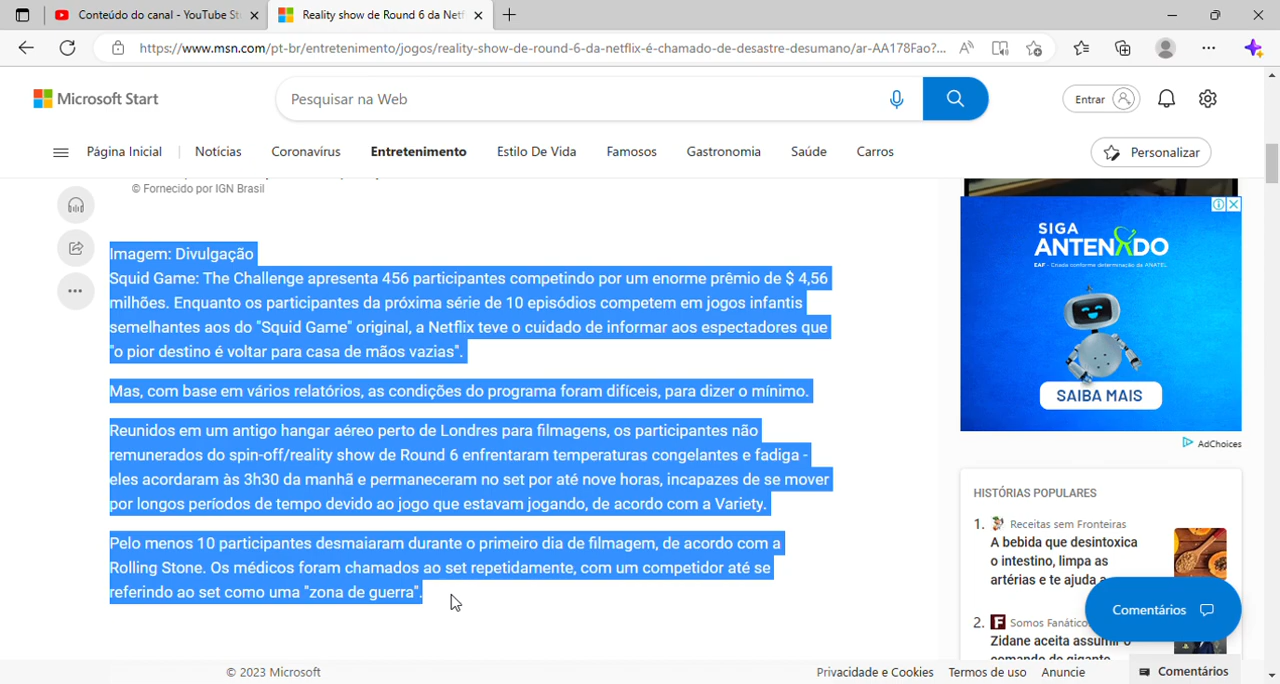 Conteúdo do canal - YouTube St
Reality show de Round 6 da Netf
https://www.msn.com/pt-br/entretenimento/jogos/reality-show-de-round-6-da-netflix-é-chamado-de-desastre-desumano/ar-AA178Fao?...
Microsoft Start
Pesquisar na Web
Entrar
Página Inicial
Notícias
Coronavirus
Entretenimento
Estilo De Vida
Famosos
Gastronomia
Saúde
Carros
Personalizar
© Fornecido por IGN Brasil
Imagem: Divulgação
Squid Game: The Challenge apresenta 456 participantes competindo por um enorme prêmio de $ 4,56
milhões. Enquanto os participantes da próxima série de 10 episódios competem em jogos infantis
semelhantes aos do "Squid Game" original, a Netflix teve o cuidado de informar aos espectadores que
"o pior destino é voltar para casa de mãos vazias".
Mas, com base em vários relatórios, as condições do programa foram difíceis, para dizer o mínimo.
Reunidos em um antigo hangar aéreo perto de Londres para filmagens, os participantes não
remunerados do spin-off/reality show de Round 6 enfrentaram temperaturas congelantes e fadiga -
eles acordaram às 3h30 da manhã e permaneceram no set por até nove horas, incapazes de se mover
por longos períodos de tempo devido ao jogo que estavam jogando, de acordo com a Variety.
Pelo menos 10 participantes desmaiaram durante o primeiro dia de filmagem, de acordo com a
Rolling Stone. Os médicos foram chamados ao set repetidamente, com um competidor até se
referindo ao set como uma "zona de guerra".
SIGA
ANTENADO
SAIBA MAIS
AdChoices
HISTÓRIAS POPULARES
1. Receitas sem Fronteiras
A bebida que desintoxica
o intestino, limpa as
artérias e te ajuda a
2. Somos Fanático
Zidane aceita assumir o
comando do gigante
Comentários
© 2023 Microsoft
Privacidade e Cookies
Termos de uso
Anuncie
Comentários